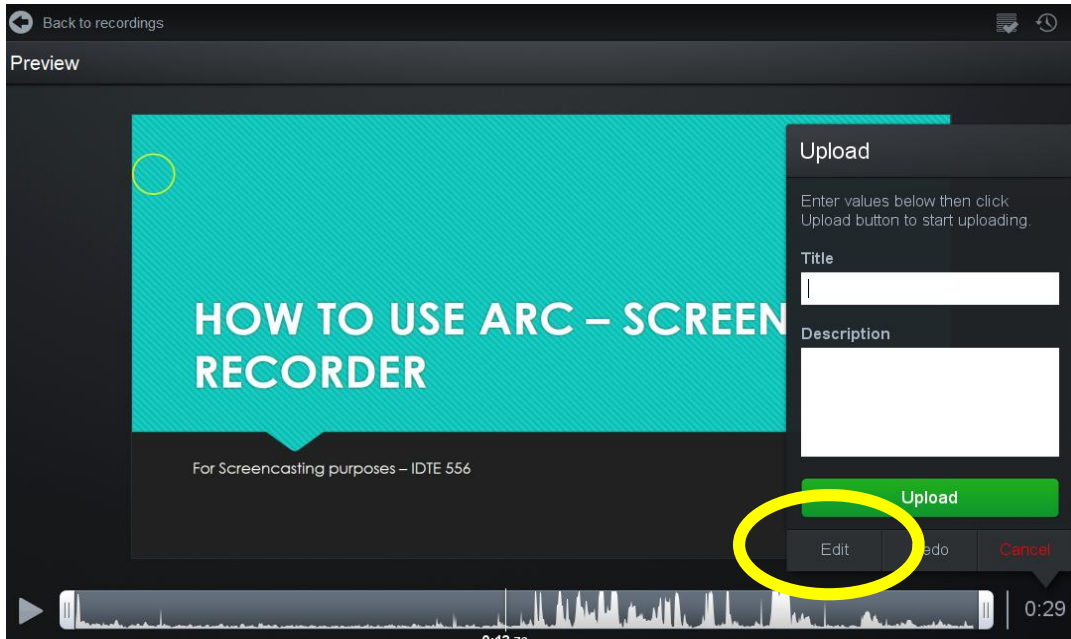 Back to recordings
Preview
HOW TO USE ARC – SCREEN
RECORDER
For Screencasting purposes – IDTE 556
Upload
Enter values below then click
Upload button to start uploading.
Title
Description
Upload
Edit
Cancel
0:29